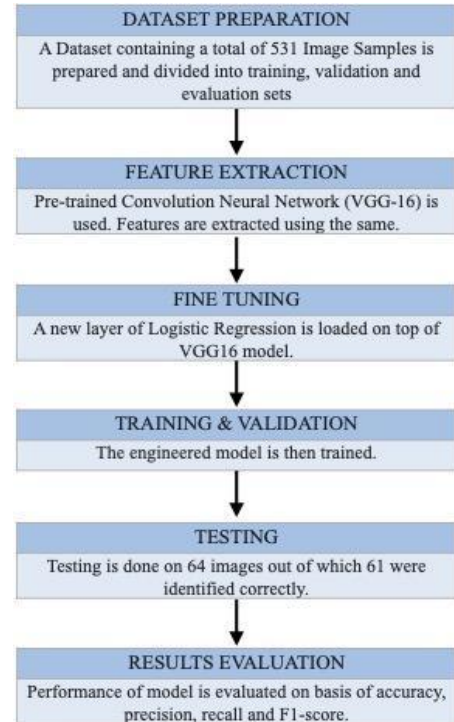 DATASET PREPARATION
A Dataset containing a total of 531 Image Samples is
prepared and divided into training, validation and
evaluation sets
FEATURE EXTRACTION
Pre-trained Convolution Neural Network (VGG-16) is
used. Features are extracted using the same.
FINE TUNING
A new layer of Logistic Regression is loaded on top of
VGG16 model.
TRAINING & VALIDATION
The engineered model is then trained.
TESTING
Testing is done on 64 images out of which 61 were
identified correctly.
RESULTS EVALUATION
Performance of model is evaluated on basis of accuracy,
precision, recall and F1-score.